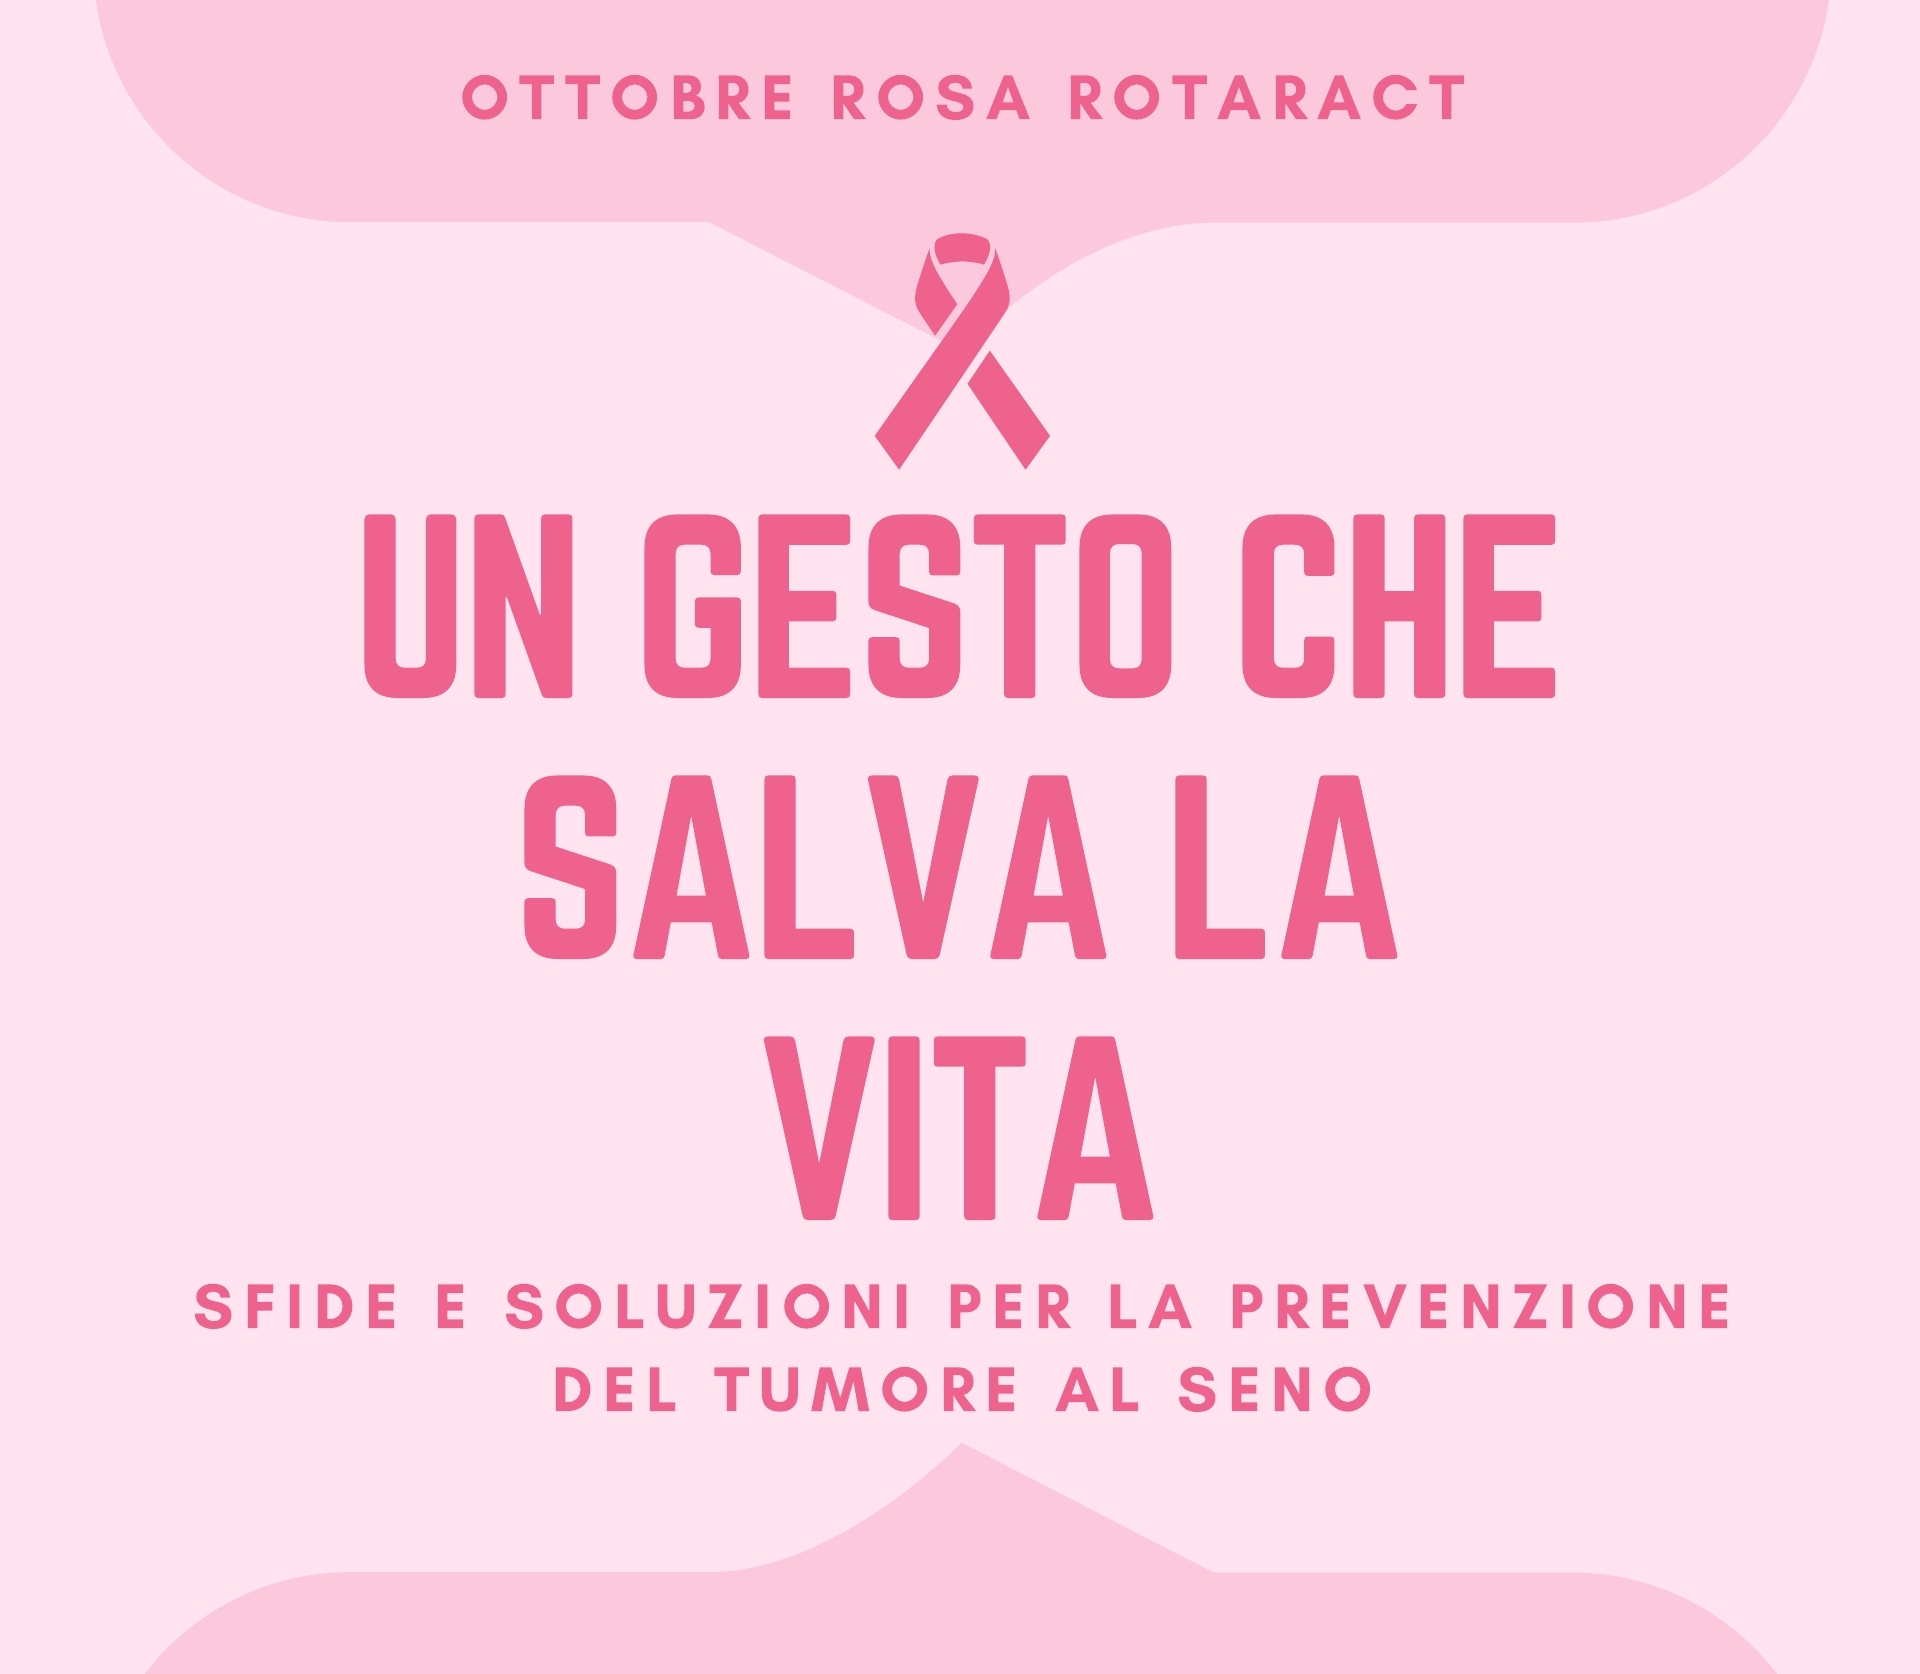 OTTOBRE ROSA ROTARACT
UN GESTO CHE
SALVA LA
VITA
SFIDE E SOLUZIONI PER LA PREVENZIONE
DEL TUMORE AL SENO